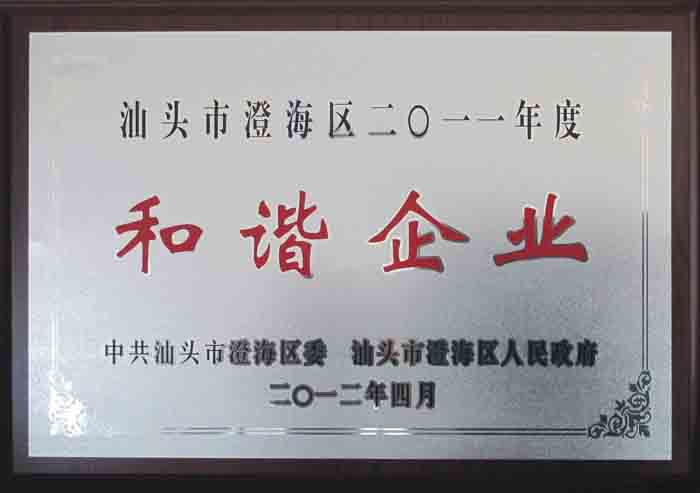 汕头市澄海区二〇一一年度
和谐企业
中共汕头市澄海区委 汕头市澄海区人民政府
二〇一二年四月